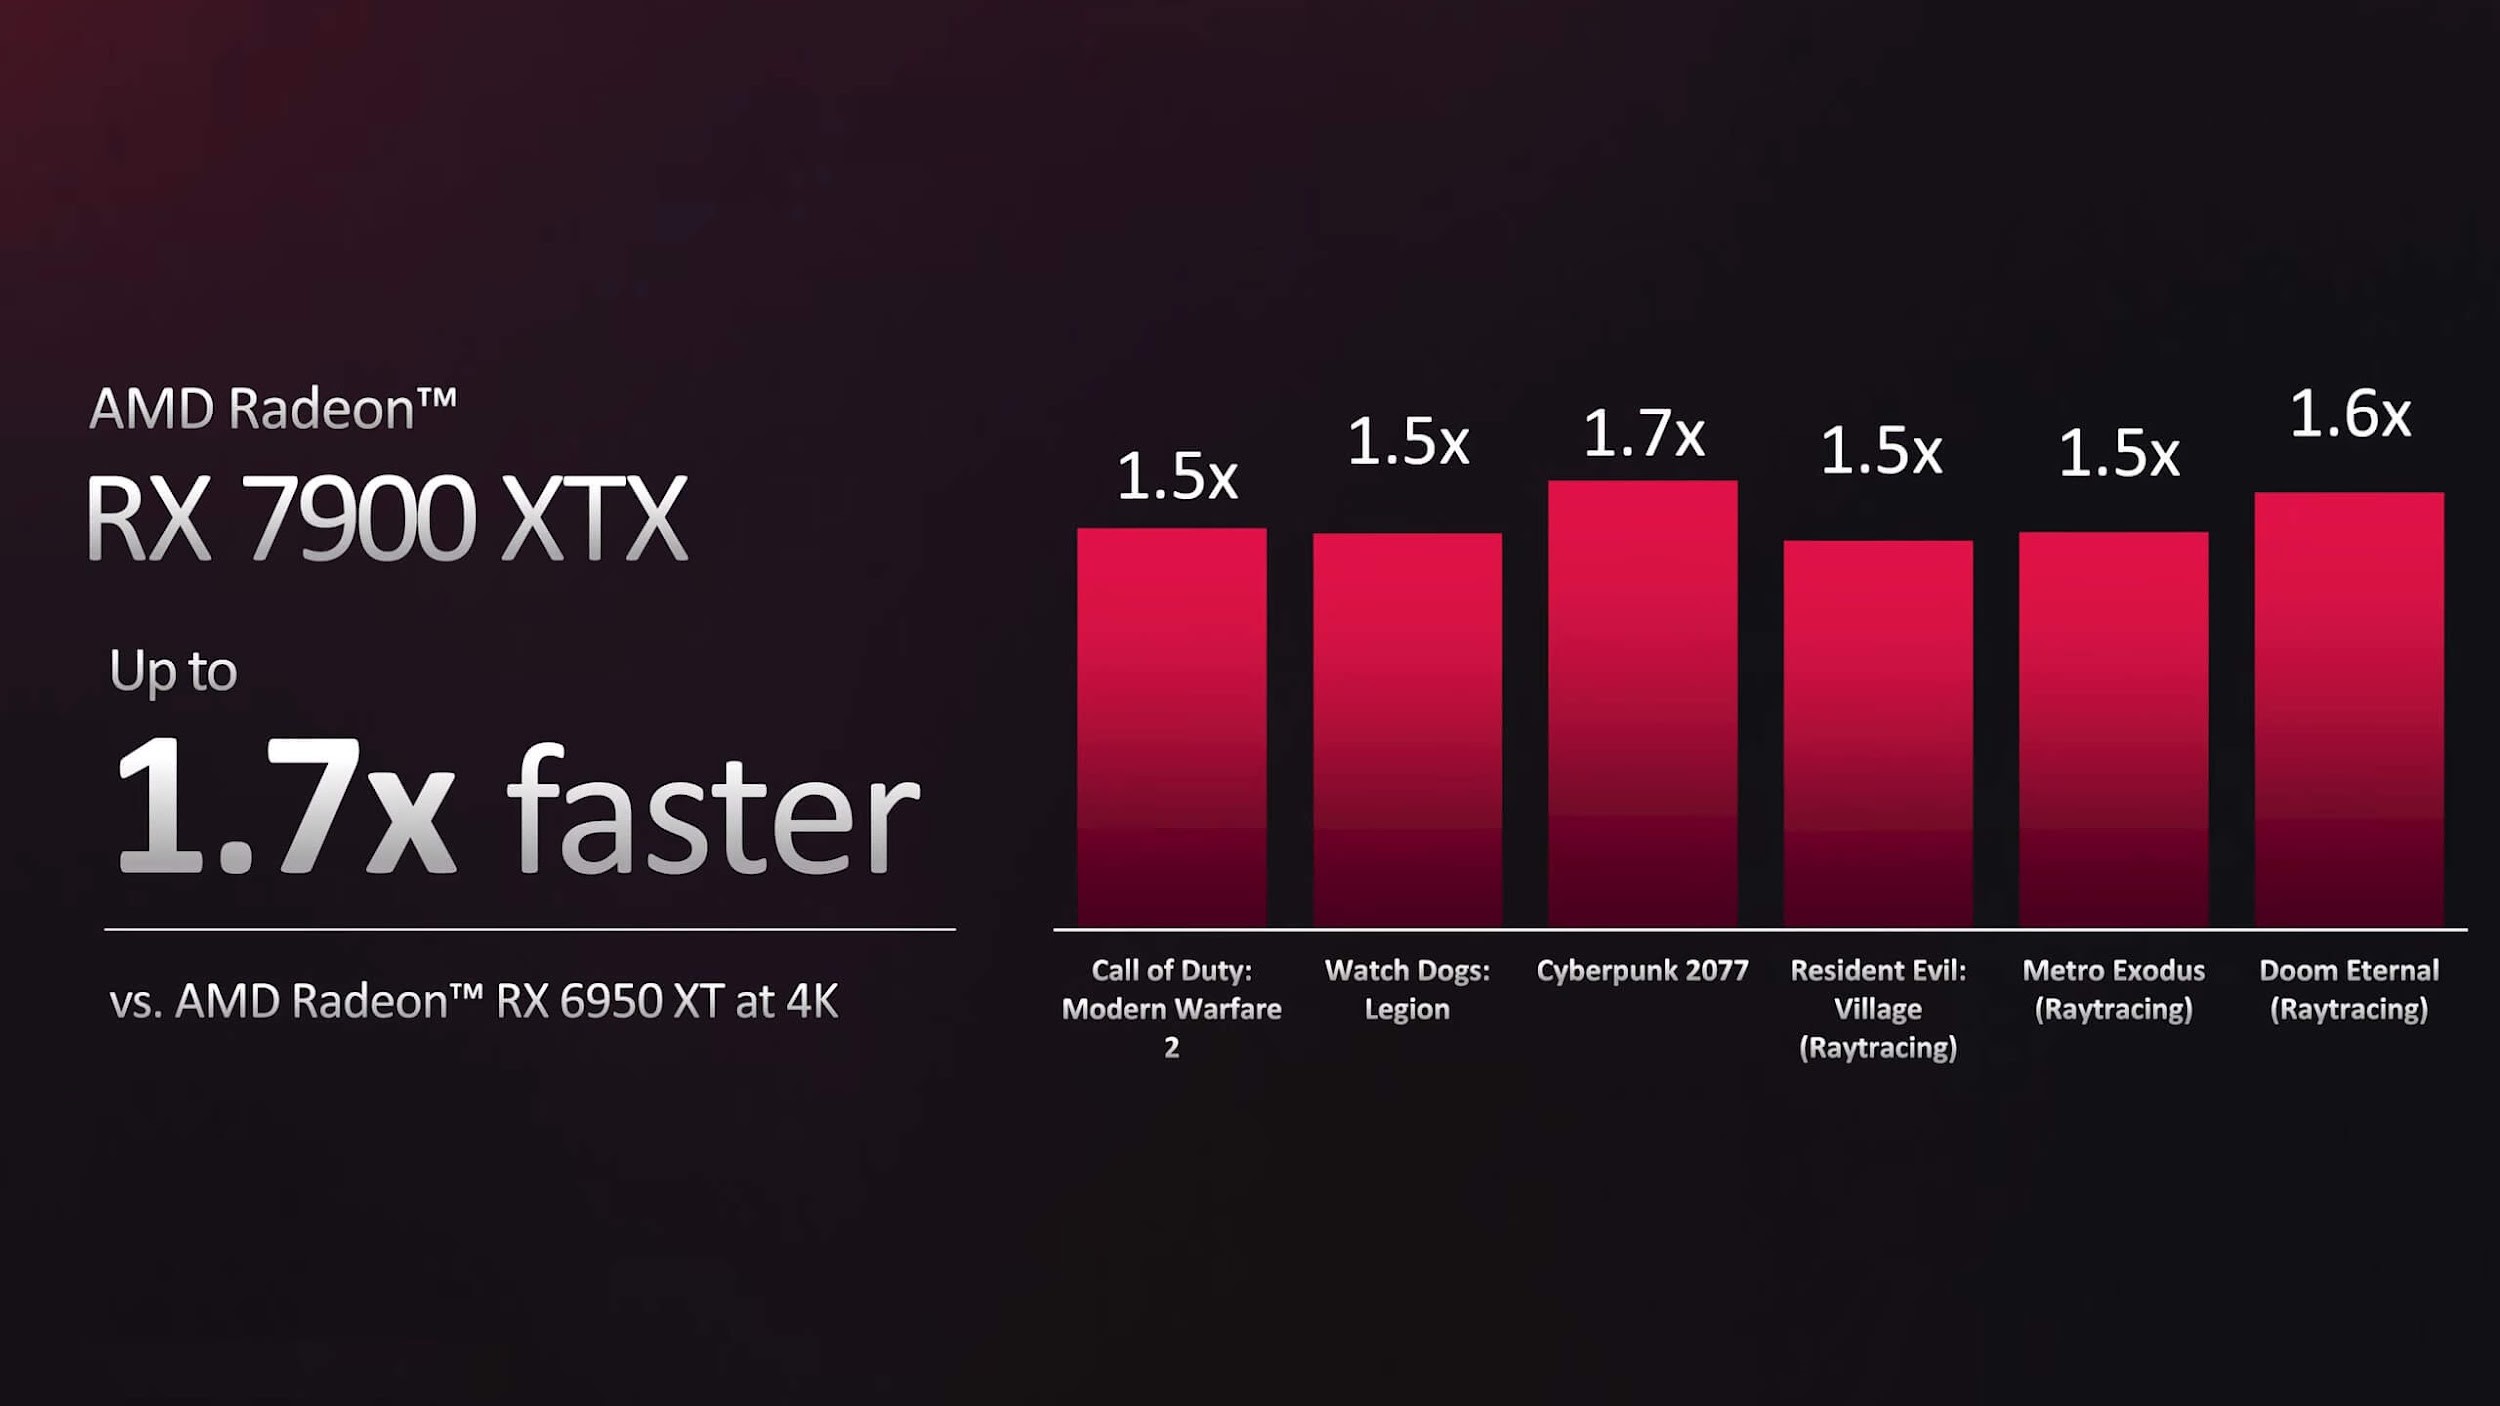 AMD Radeon™
RX 7900 XTX
Up to
1.7x faster
vs. AMD Radeon™ RX 6950 XT at 4K
1.5x
1.5x
1.7x
1.5x
1.5x
1.6x
Call of Duty:
Modern Warfare
2
Watch Dogs:
Legion
Cyberpunk 2077
Resident Evil:
Village
(Raytracing)
Metro Exodus
(Raytracing)
Doom Eternal
(Raytracing)